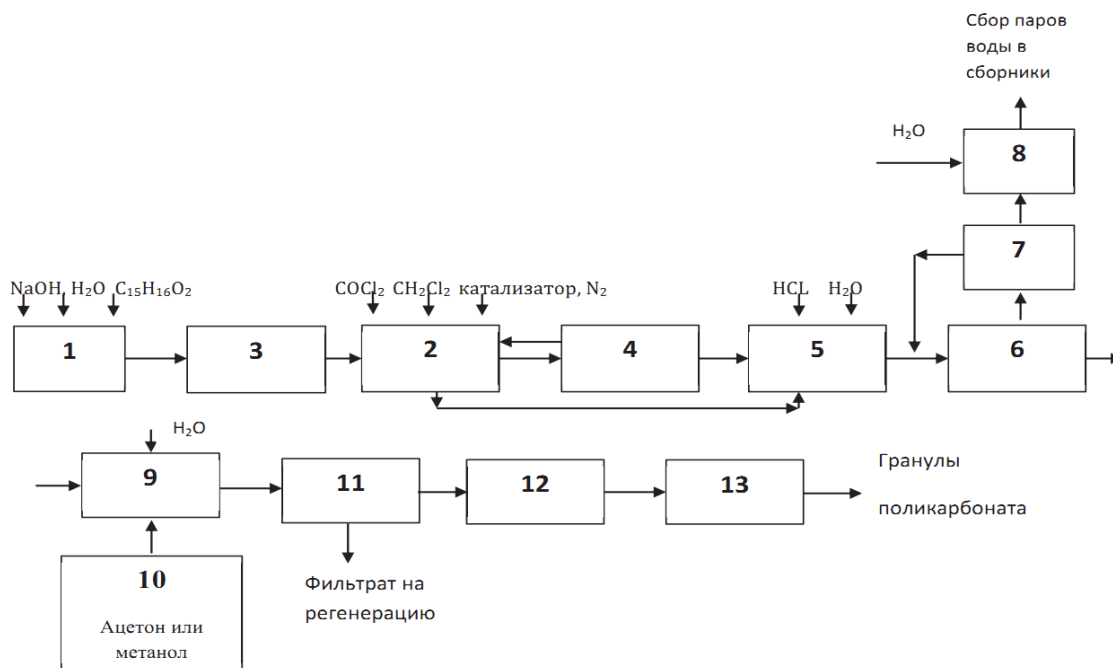 Сбор паров
воды в
сборники
H₂O
8
7
NaOH, H₂O C₁₅H₁₆O₂
COCl₂ CH₂Cl₂ катализатор, N₂
HCL H₂O
1
3
2
4
5
6
H₂O
9
11
12
13
Гранулы
поликарбоната
10
Ацетон или
метанол
Фильтрат на
регенерацию